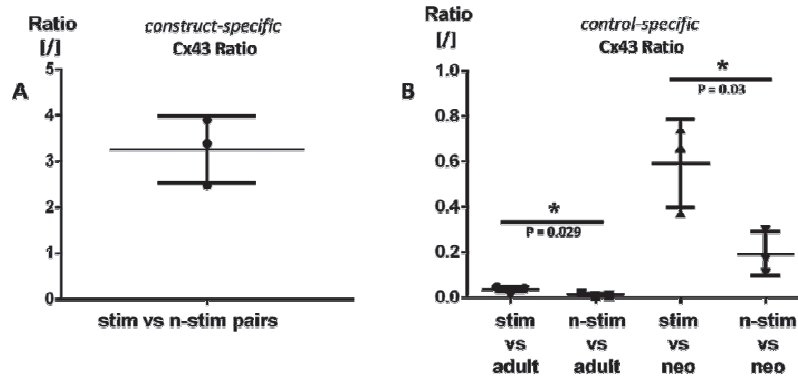 A
Ratio
[/]
construct-specific
Cx43 Ratio
5
4
3
2
1
0
stim vs n-stim pairs
B
Ratio
[/]
control-specific
Cx43 Ratio
1.0
0.8
0.6
0.4
0.2
0.0
*
P = 0.029
*
P = 0.03
stim
vs
adult
n-stim
vs
adult
stim
vs
neo
n-stim
vs
neo